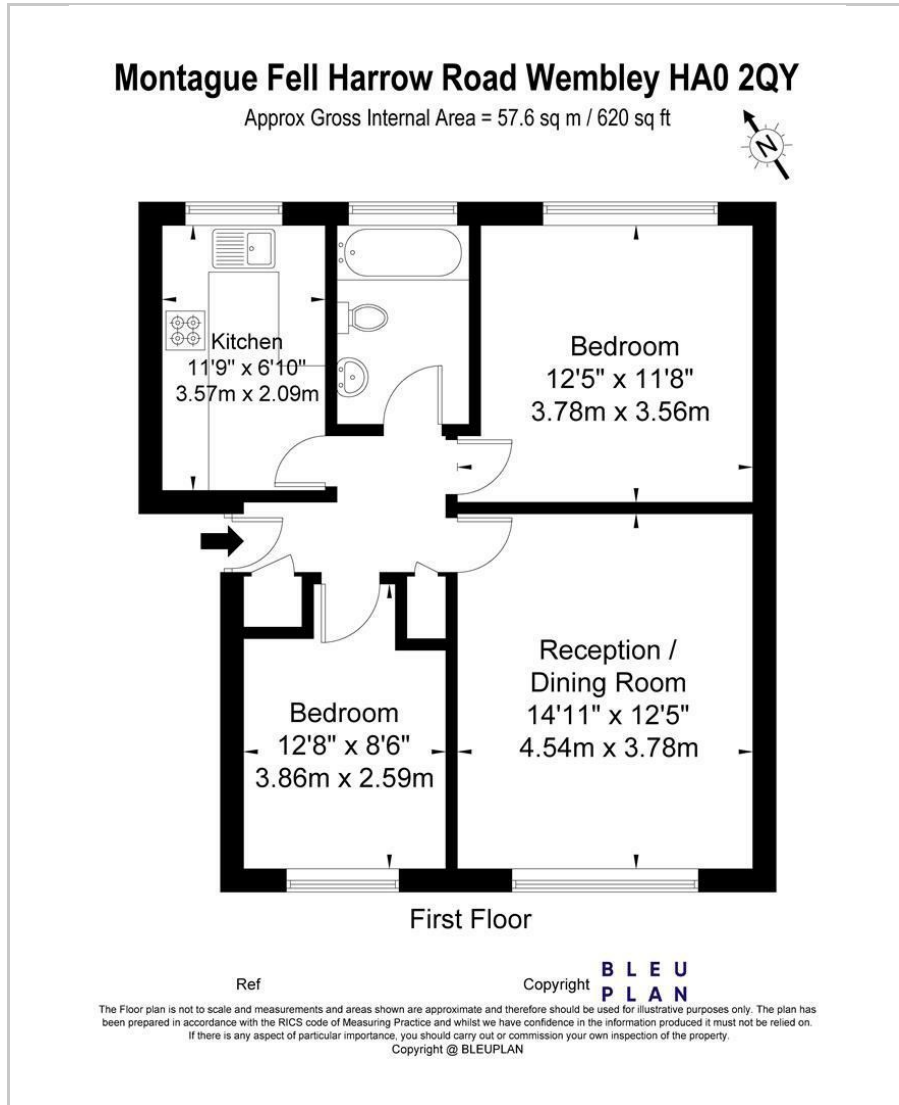 Montague Fell Harrow Road Wembley HA0 2QY
Approx Gross Internal Area = 57.6 sq m / 620 sq ft
N
Kitchen
11'9" x 6'10"
3.57m x 2.09m
Bedroom
12'5" x 11'8"
3.78m x 3.56m
Reception /
Dining Room
14'11" x 12'5"
4.54m x 3.78m
Bedroom
12'8" x 8'6"
3.86m x 2.59m
First Floor
Ref
Copyright
BLEU
PLAN
The Floor plan is not to scale and measurements and areas shown are approximate and therefore should be used for illustrative purposes only. The plan has
been prepared in accordance with the RICS code of Measuring Practice and whilst we have confidence in the information produced it must not be relied on.
If there is any aspect of particular importance, you should carry out or commission your own inspection of the property.
Copyright @ BLEUPLAN